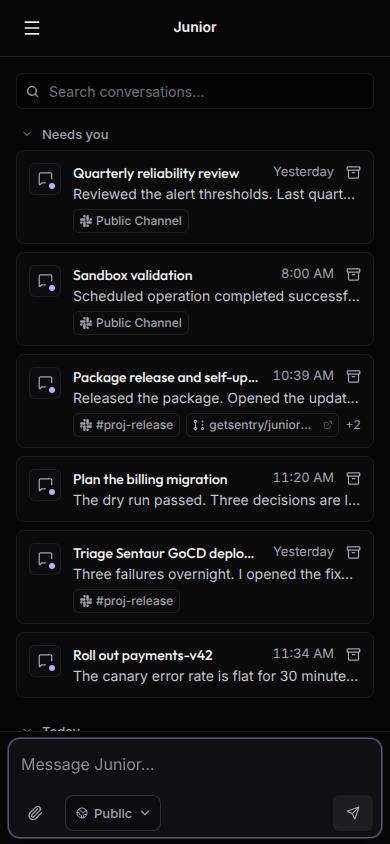 Junior
Search conversations...
Needs you
Quarterly reliability review Yesterday
Reviewed the alert thresholds. Last quart...
Public Channel
Sandbox validation 8:00 AM
Scheduled operation completed successf...
Public Channel
Package release and self-up... 10:39 AM
Released the package. Opened the updat...
#proj-release getsentry/junior... +2
Plan the billing migration 11:20 AM
The dry run passed. Three decisions are l...
Triage Sentaur GoCD deplo... Yesterday
Three failures overnight. I opened the fix...
#proj-release
Roll out payments-v42 11:34 AM
The canary error rate is flat for 30 minute...
Today
Message Junior...
Public